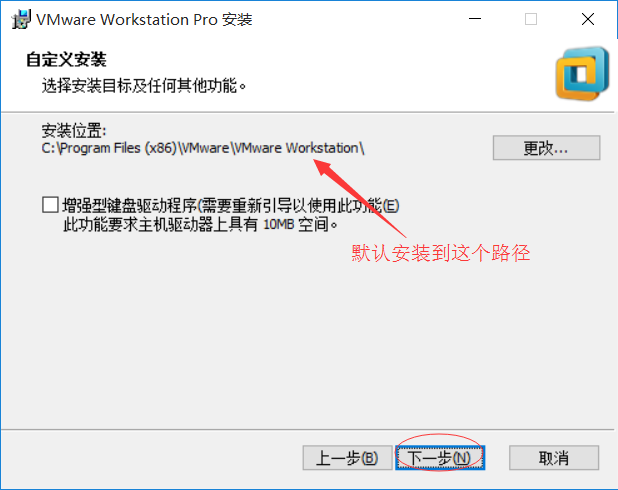 VMware Workstation Pro 安装
自定义安装
选择安装目标及任何其他功能。
安装位置:
C:\Program Files (x86)\VMware\VMware Workstation\
更改...
增强型键盘驱动程序(需要重新引导以使用此功能(E)
此功能要求主机驱动器上具有 10MB 空间。
默认安装到这个路径
上一步(B) 下一步(N) 取消